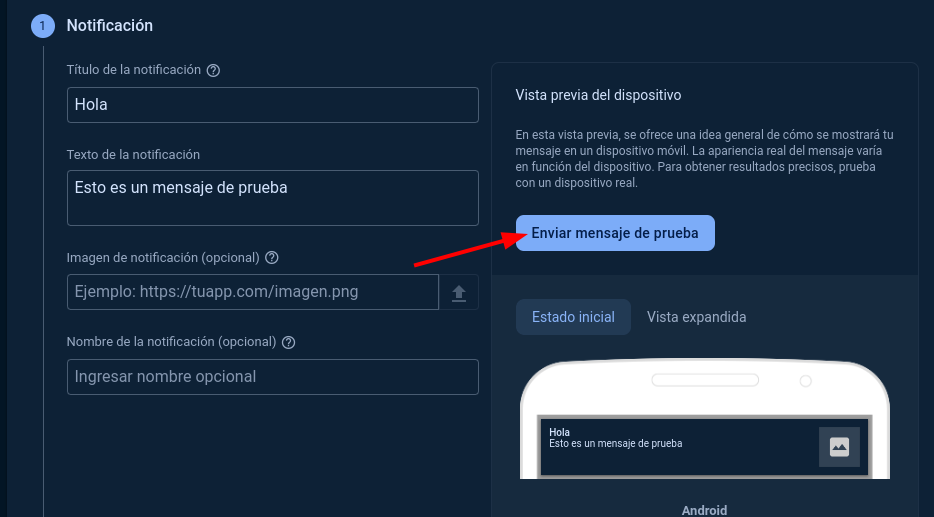 1 Notificación
Título de la notificación ?
Hola
Texto de la notificación
Esto es un mensaje de prueba
Imagen de notificación (opcional) ?
Ejemplo: https://tuapp.com/imagen.png
Nombre de la notificación (opcional) ?
Ingresar nombre opcional
Vista previa del dispositivo
En esta vista previa, se ofrece una idea general de cómo se mostrará tu
mensaje en un dispositivo móvil. La apariencia real del mensaje varía
en función del dispositivo. Para obtener resultados precisos, prueba
con un dispositivo real.
Enviar mensaje de prueba
Estado inicial Vista expandida
Hola
Esto es un mensaje de prueba
Android